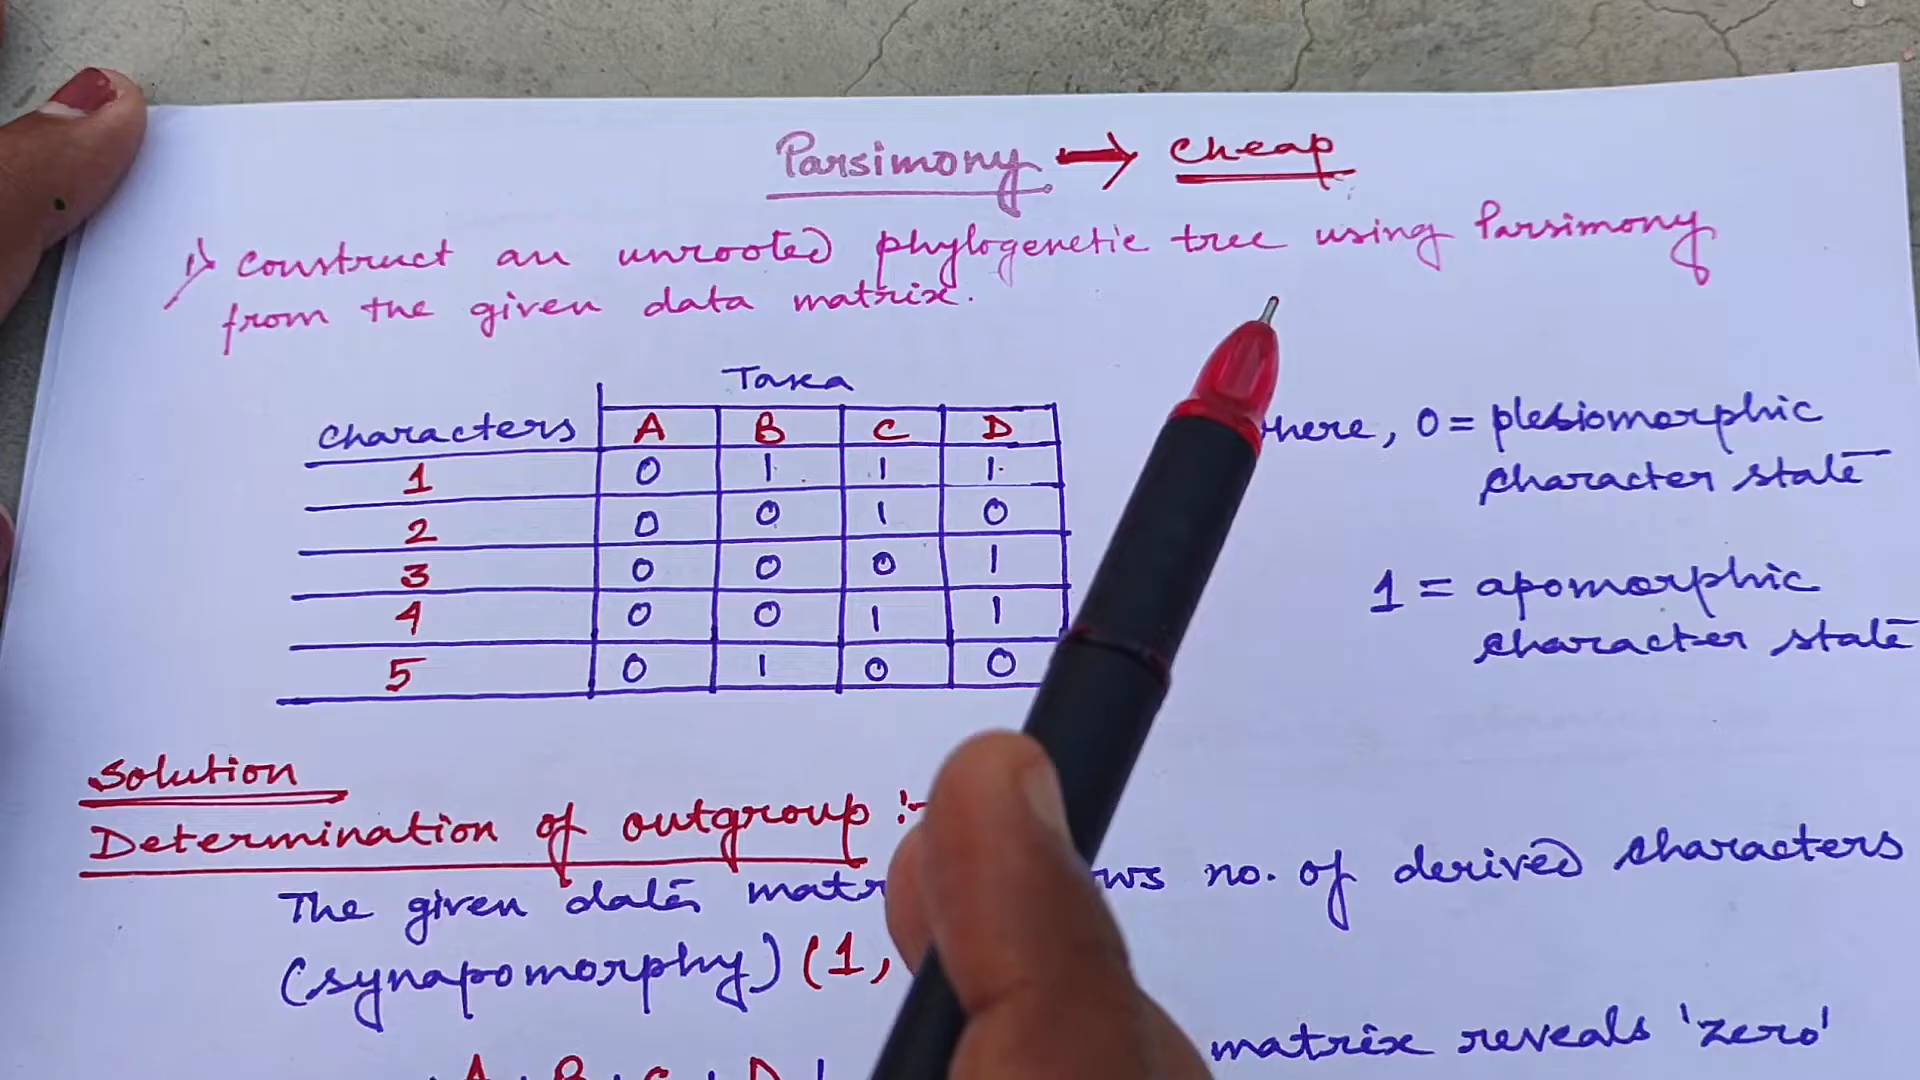 Parsimony → cheap
1) construct an unrooted phylogenetic tree using Parsimony
from the given data matrix.
Taxa
characters A B C D
1 0 1 1 1
2 0 0 1 0
3 0 0 0 1
4 0 0 1 1
5 0 1 0 0
where, 0 = plesiomorphic
character state
1 = apomorphic
character state
Solution
Determination of outgroup :-
The given data no. of derived characters
(synapomorphy) (1,
matrix reveals 'zero'
A B C D